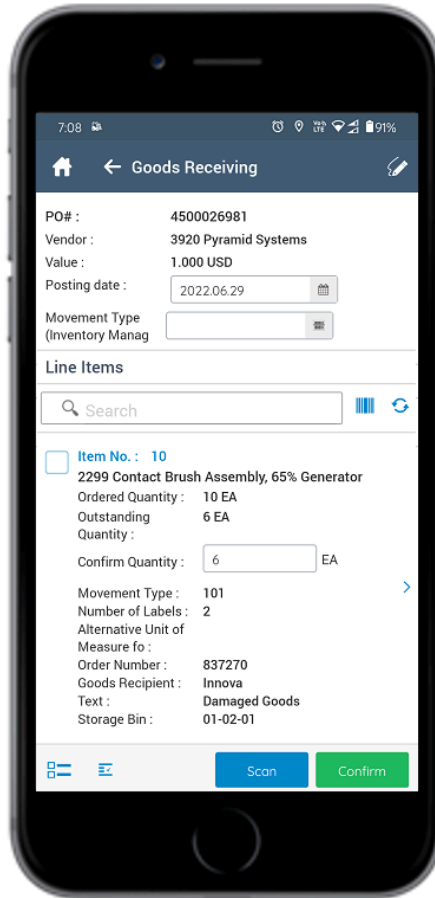 7:08 VoD LTE 91%
Goods Receiving
PO# : 4500026981
Vendor : 3920 Pyramid Systems
Value : 1.000 USD
Posting date : 2022.06.29
Movement Type
(Inventory Manag
Line Items
Search
Item No. : 10
2299 Contact Brush Assembly, 65% Generator
Ordered Quantity : 10 EA
Outstanding 6 EA
Quantity :
Confirm Quantity : 6 EA
Movement Type : 101
Number of Labels : 2
Alternative Unit of
Measure fo :
Order Number : 837270
Goods Recipient : Innova
Text : Damaged Goods
Storage Bin : 01-02-01
Scan Confirm